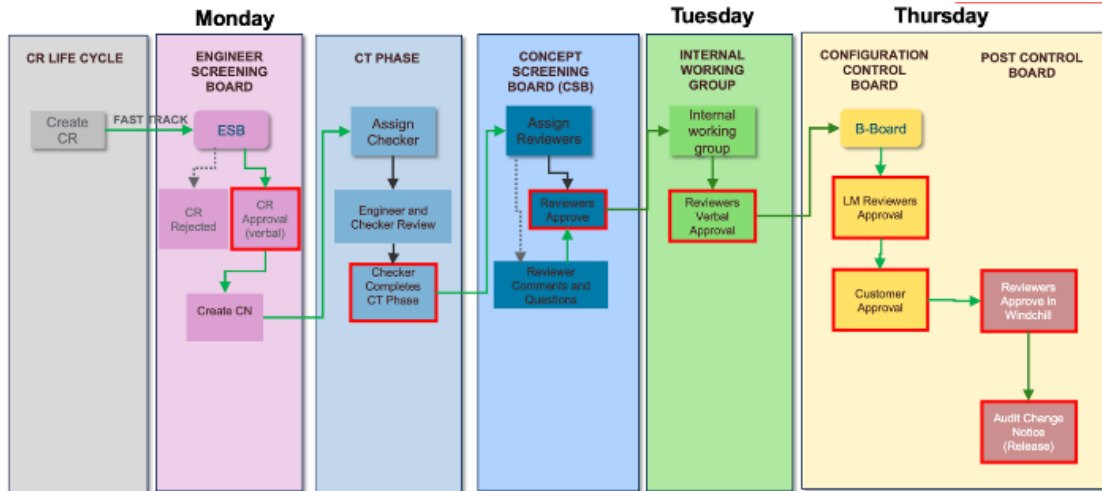 Monday
Tuesday
Thursday
CR LIFE CYCLE
ENGINEER
SCREENING
BOARD
CT PHASE
CONCEPT
SCREENING
BOARD (CSB)
INTERNAL
WORKING
GROUP
CONFIGURATION
CONTROL
BOARD
POST CONTROL
BOARD
Create
CR
FAST TRACK
ESB
CR
Rejected
CR
Approval
(verbal)
Create CN
Assign
Checker
Engineer and
Checker Review
Checker
Completes
CT Phase
Assign
Reviewers
Reviewers
Approve
Reviewer
Comments and
Questions
Internal
working
group
Reviewers
Verbal
Approval
B-Board
LM Reviewers
Approval
Customer
Approval
Reviewers
Approve in
Windchill
Audit Change
Notice
(Release)